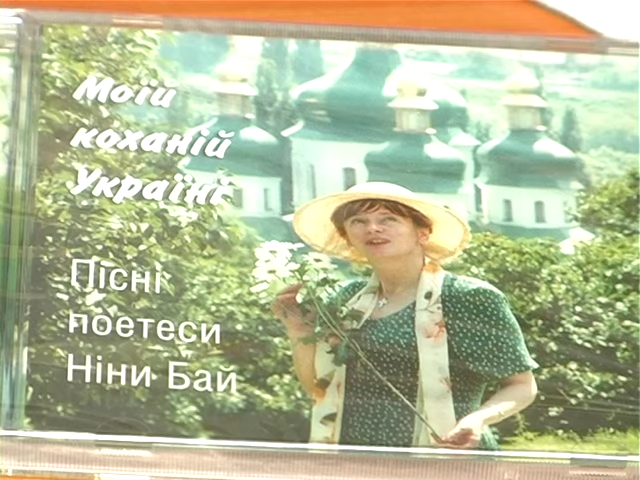 Моїй
коханій
Україні
Пісні
поетеси
Ніни Бай